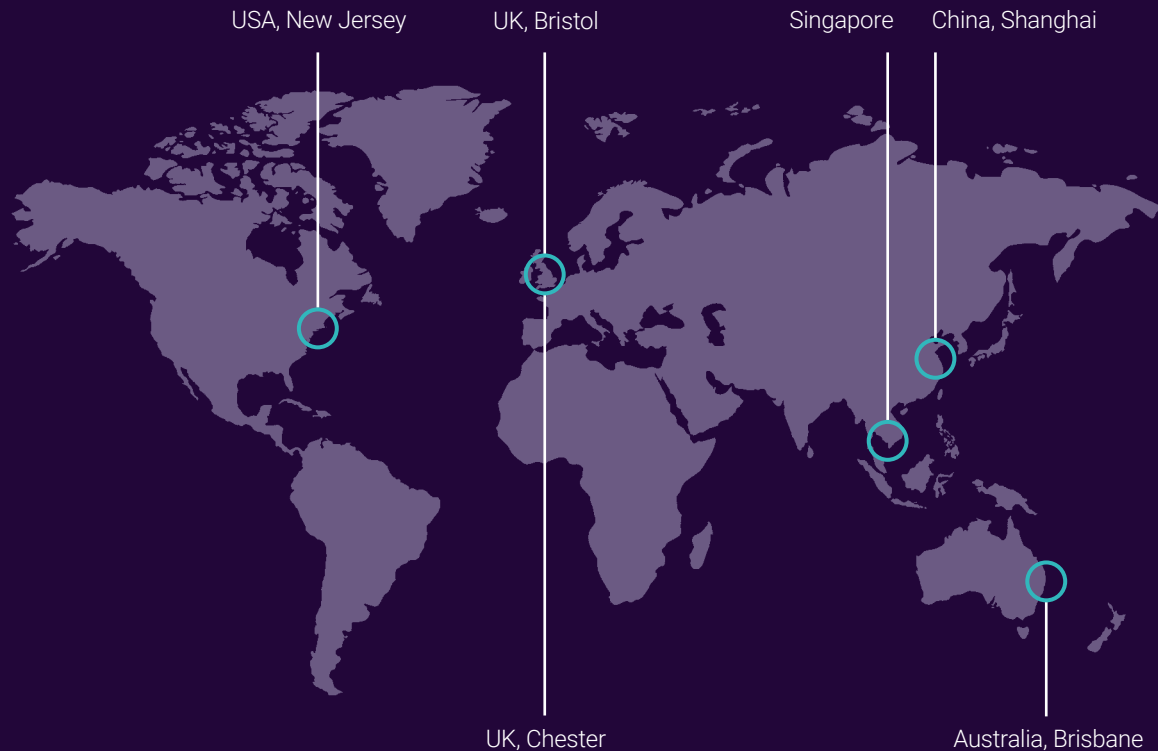 USA, New Jersey
UK, Bristol
Singapore
China, Shanghai
UK, Chester
Australia, Brisbane